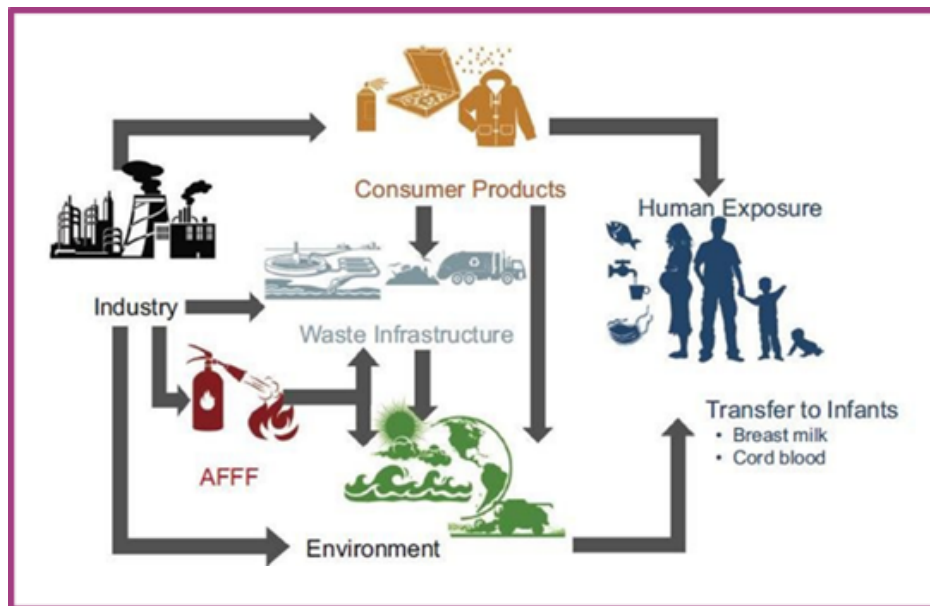 Consumer Products
Human Exposure
Industry
Waste Infrastructure
Transfer to Infants
• Breast milk
• Cord blood
AFFF
Environment